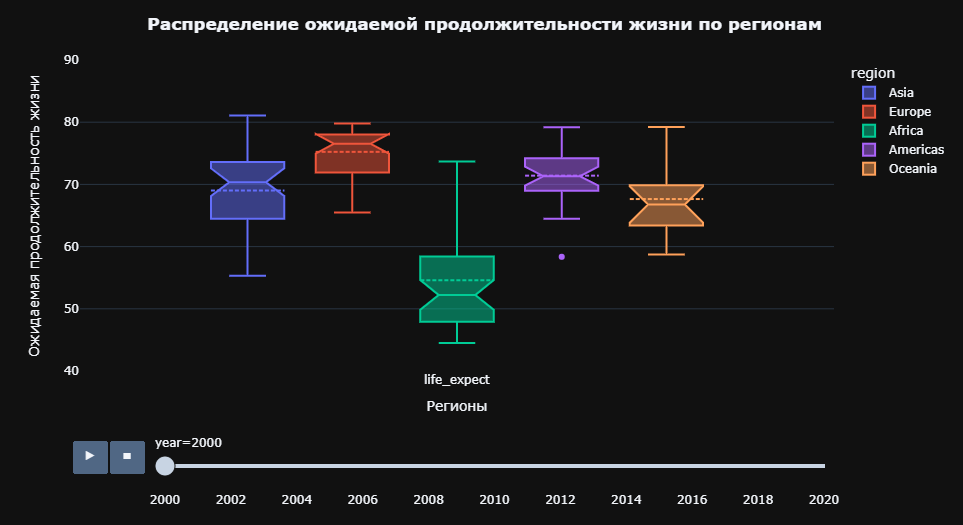 Распределение ожидаемой продолжительности жизни по регионам
Ожидаемая продолжительность жизни
90
80
70
60
50
40
life_expect
Регионы
region
Asia
Europe
Africa
Americas
Oceania
year=2000
2000 2002 2004 2006 2008 2010 2012 2014 2016 2018 2020